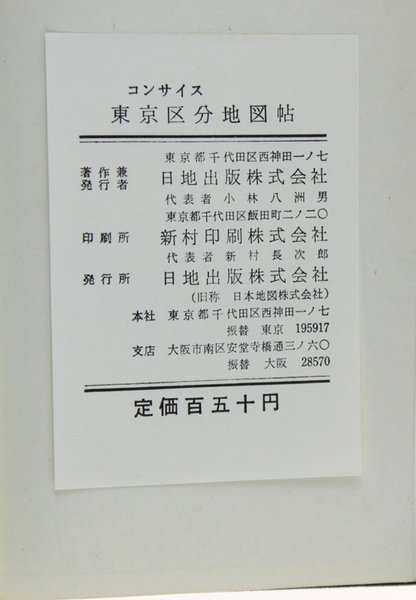 コンサイス
東京区分地図帖
東京都千代田区西神田一ノ七
著作兼発行者 日地出版株式会社
代表者 小林八洲男
東京都千代田区飯田町二ノ二〇
印刷所 新村印刷株式会社
代表者 新村長次郎
発行所 日地出版株式会社
(旧称 日本地図株式会社)
本社 東京都千代田区西神田一ノ七
振替 東京 195917
支店 大阪市南区安堂寺橋通三ノ六〇
振替 大阪 28570
定価百五十円